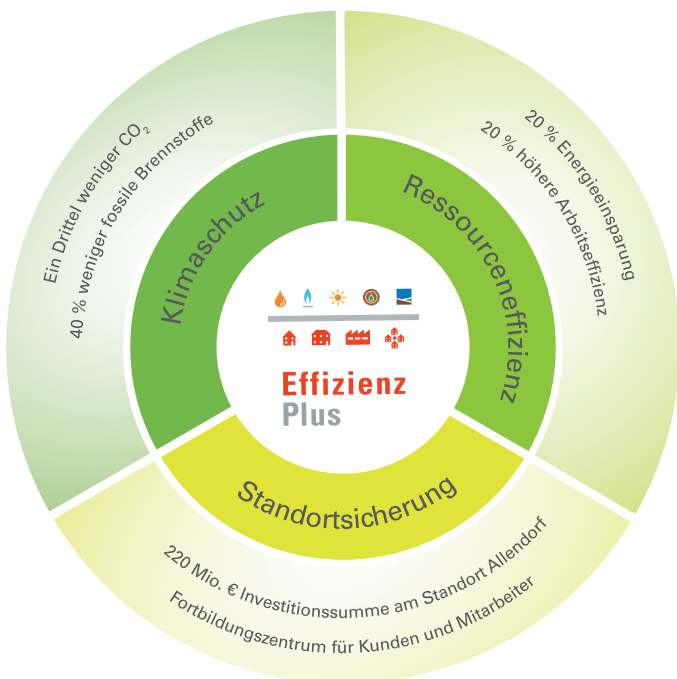 Klimaschutz
Ein Drittel weniger CO₂
40 % weniger fossile Brennstoffe
Ressourceneffizienz
20 % Energieeinsparung
20 % höhere Arbeitseffizienz
Effizienz
Plus
Standortsicherung
220 Mio. € Investitionssumme am Standort Allendorf
Fortbildungszentrum für Kunden und Mitarbeiter